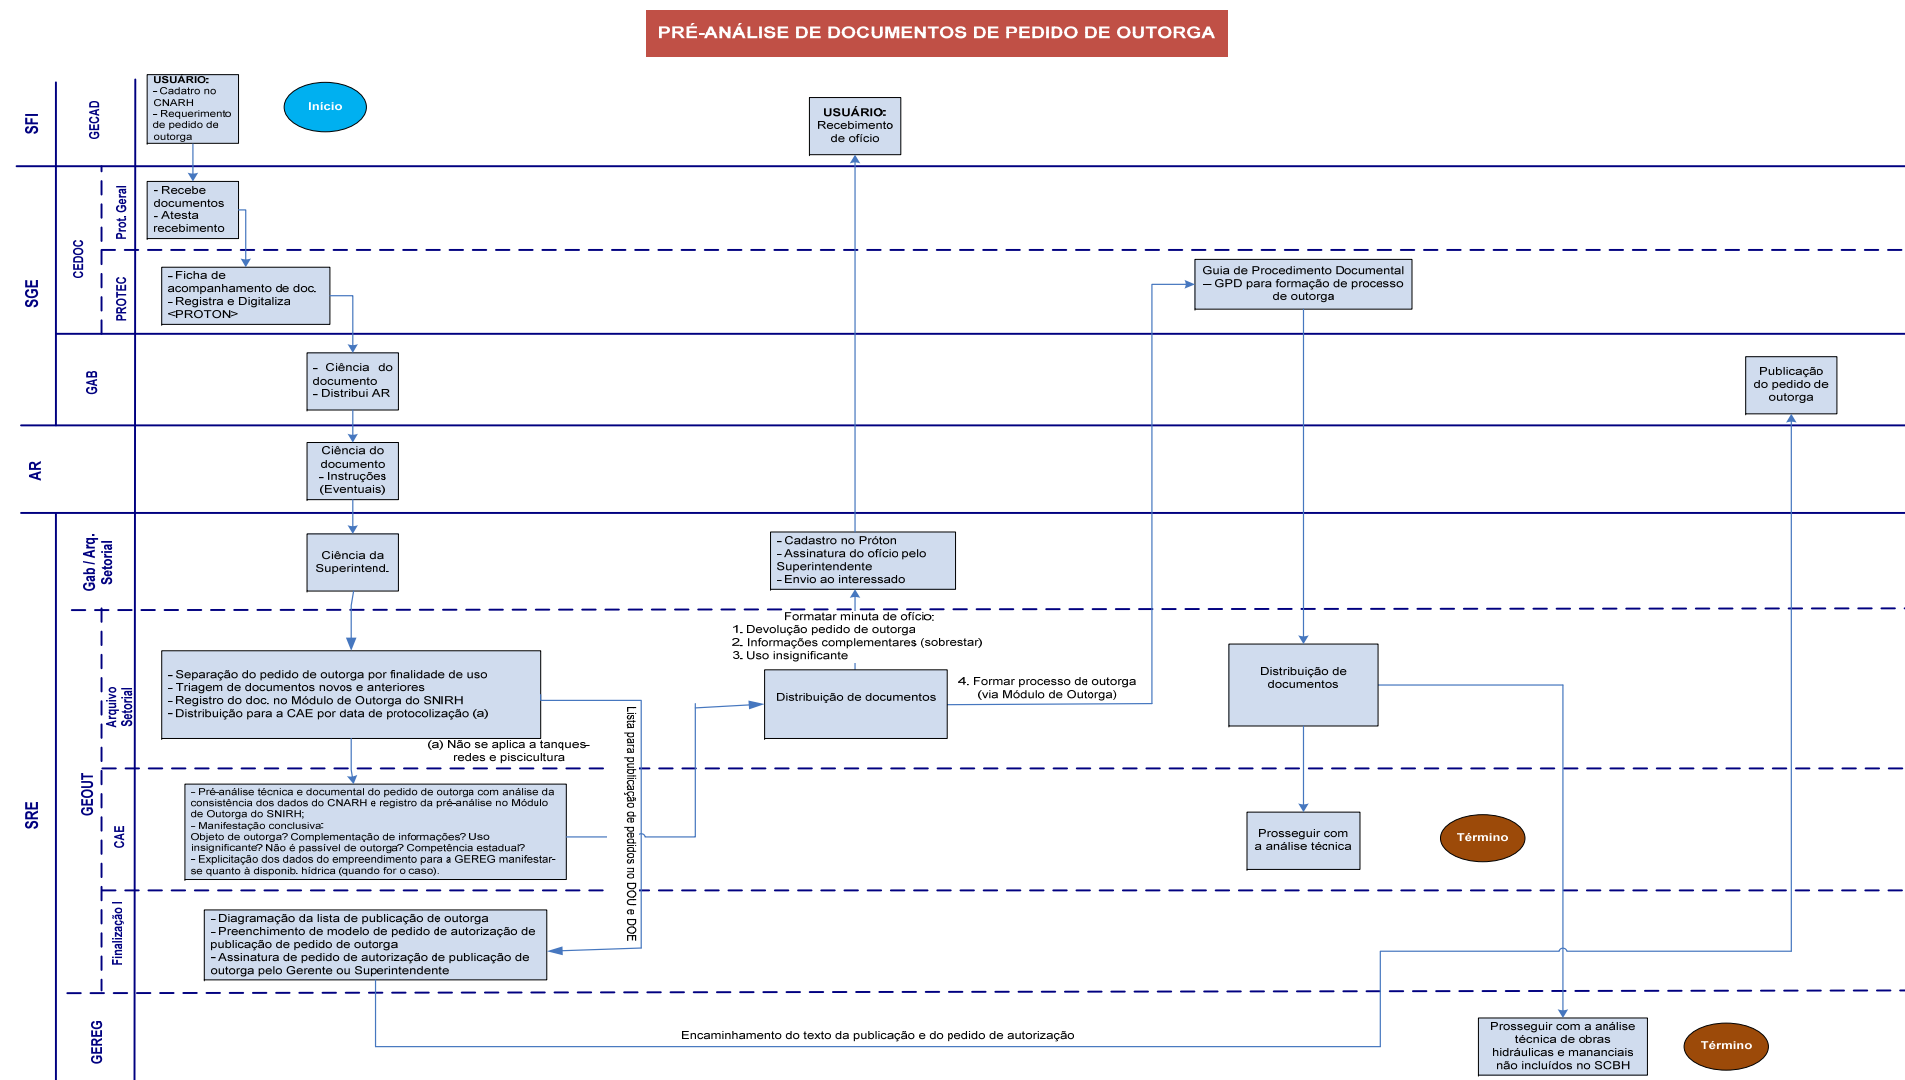 PRÉ-ANÁLISE DE DOCUMENTOS DE PEDIDO DE OUTORGA
SFI
GECAD
USUÁRIO:
- Cadatro no
CNARH
- Requerimento
de pedido de
outorga
Início
USUÁRIO:
Recebimento
de ofício
SGE
CEDOC
Prot. Geral
- Recebe
documentos
- Atesta
recebimento
PROTEC
- Ficha de
acompanhamento de doc.
- Registra e Digitaliza
<PROTON>
Guia de Procedimento Documental
– GPD para formação de processo
de outorga
GAB
- Ciência do
documento
- Distribui AR
Publicação
do pedido de
outorga
AR
Ciência do
documento
- Instruções
(Eventuais)
SRE
Gab / Arq.
Setorial
Ciência da
Superintend.
- Cadastro no Próton
- Assinatura do ofício pelo
Superintendente
- Envio ao interessado
GEOUT
Arquivo
Setorial
Formatar minuta de ofício:
1. Devolução pedido de outorga
2. Informações complementares (sobrestar)
3. Uso insignificante
- Separação do pedido de outorga por finalidade de uso
- Triagem de documentos novos e anteriores
- Registro do doc. no Módulo de Outorga do SNIRH
- Distribuição para a CAE por data de protocolização (a)
(a) Não se aplica a tanques-
redes e piscicultura
Lista para publicação de pedidos no DOU e DOE
Distribuição de documentos
4. Formar processo de outorga
(via Módulo de Outorga)
Distribuição de
documentos
CAE
- Pré-análise técnica e documental do pedido de outorga com análise da
consistência dos dados do CNARH e registro da pré-análise no Módulo
de Outorga do SNIRH;
- Manifestação conclusiva:
Objeto de outorga? Complementação de informações? Uso
insignificante? Não é passível de outorga? Competência estadual?
- Explicitação dos dados do empreendimento para a GEREG manifestar-
se quanto à disponib. hídrica (quando for o caso).
Prosseguir com
a análise técnica
Término
Finalização I
- Diagramação da lista de publicação de outorga
- Preenchimento de modelo de pedido de autorização de
publicação de pedido de outorga
- Assinatura de pedido de autorização de publicação de
outorga pelo Gerente ou Superintendente
GEREG
Encaminhamento do texto da publicação e do pedido de autorização
Prosseguir com a análise
técnica de obras
hidráulicas e mananciais
não incluídos no SCBH
Término